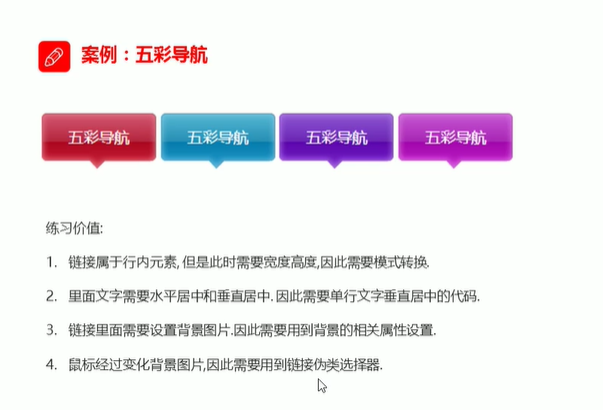 案例：五彩导航
五彩导航 五彩导航 五彩导航 五彩导航
练习价值:
1. 链接属于行内元素, 但是此时需要宽度高度,因此需要模式转换.
2. 里面文字需要水平居中和垂直居中. 因此需要单行文字垂直居中的代码.
3. 链接里面需要设置背景图片.因此需要用到背景的相关属性设置.
4. 鼠标经过变化背景图片,因此需要用到链接伪类选择器.